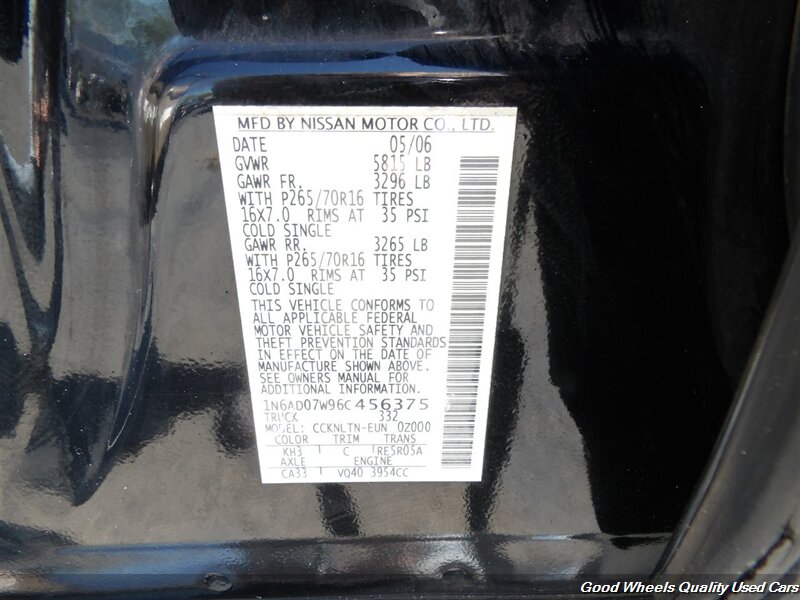 MFD BY NISSAN MOTOR CO., LTD.
DATE 05/06
GVWR 5815 LB
GAWR FR. 3296 LB
WITH P265/70R16 TIRES
16X7.0 RIMS AT 35 PSI
COLD SINGLE
GAWR RR. 3265 LB
WITH P265/70R16 TIRES
16X7.0 RIMS AT 35 PSI
COLD SINGLE
THIS VEHICLE CONFORMS TO
ALL APPLICABLE FEDERAL
MOTOR VEHICLE SAFETY AND
THEFT PREVENTION STANDARDS
IN EFFECT ON THE DATE OF
MANUFACTURE SHOWN ABOVE.
SEE OWNERS MANUAL FOR
ADDITIONAL INFORMATION.
1N6AD07W96C456375
TRUCK 332
MODEL: CCKNLTN-EUN 0Z000
COLOR TRIM TRANS
KH3 C RE5R05A
AXLE ENGINE
CA33 VQ40 3954CC
Good Wheels Quality Used Cars